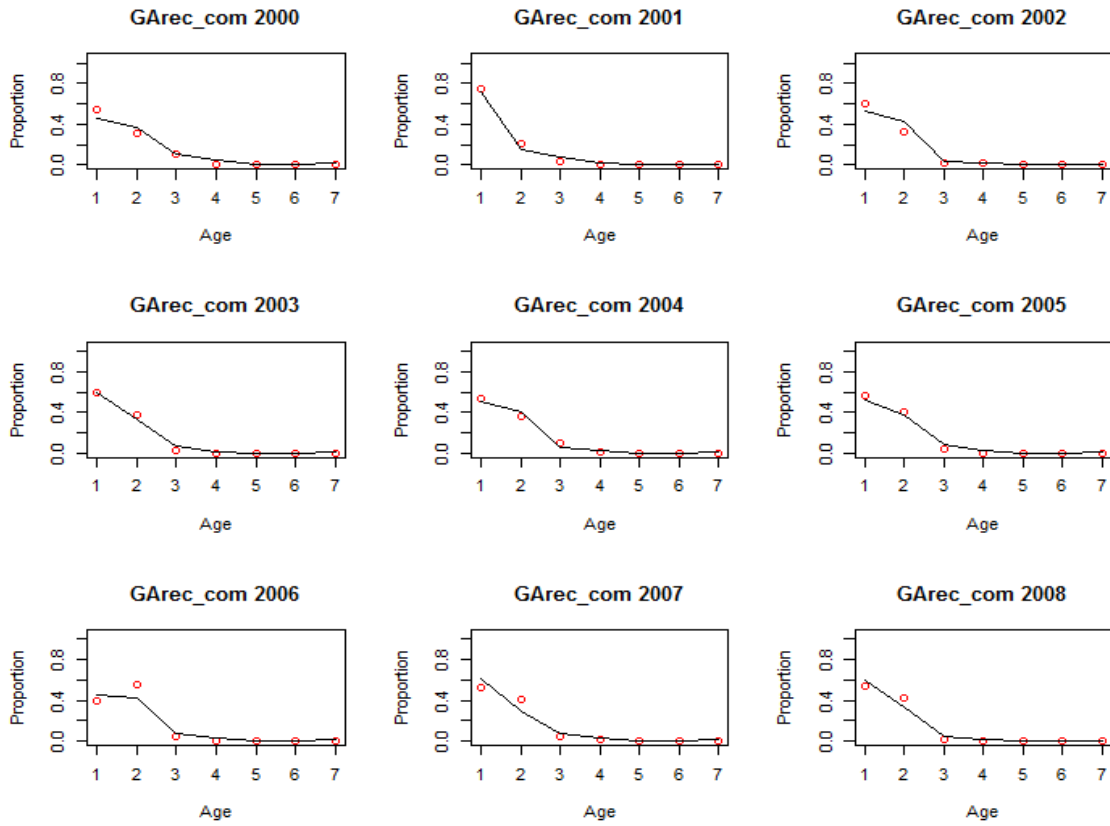 GArec_com 2000
Proportion
0.0 0.4 0.8
1 2 3 4 5 6 7
Age
GArec_com 2001
Proportion
0.0 0.4 0.8
1 2 3 4 5 6 7
Age
GArec_com 2002
Proportion
0.0 0.4 0.8
1 2 3 4 5 6 7
Age
GArec_com 2003
Proportion
0.0 0.4 0.8
1 2 3 4 5 6 7
Age
GArec_com 2004
Proportion
0.0 0.4 0.8
1 2 3 4 5 6 7
Age
GArec_com 2005
Proportion
0.0 0.4 0.8
1 2 3 4 5 6 7
Age
GArec_com 2006
Proportion
0.0 0.4 0.8
1 2 3 4 5 6 7
Age
GArec_com 2007
Proportion
0.0 0.4 0.8
1 2 3 4 5 6 7
Age
GArec_com 2008
Proportion
0.0 0.4 0.8
1 2 3 4 5 6 7
Age